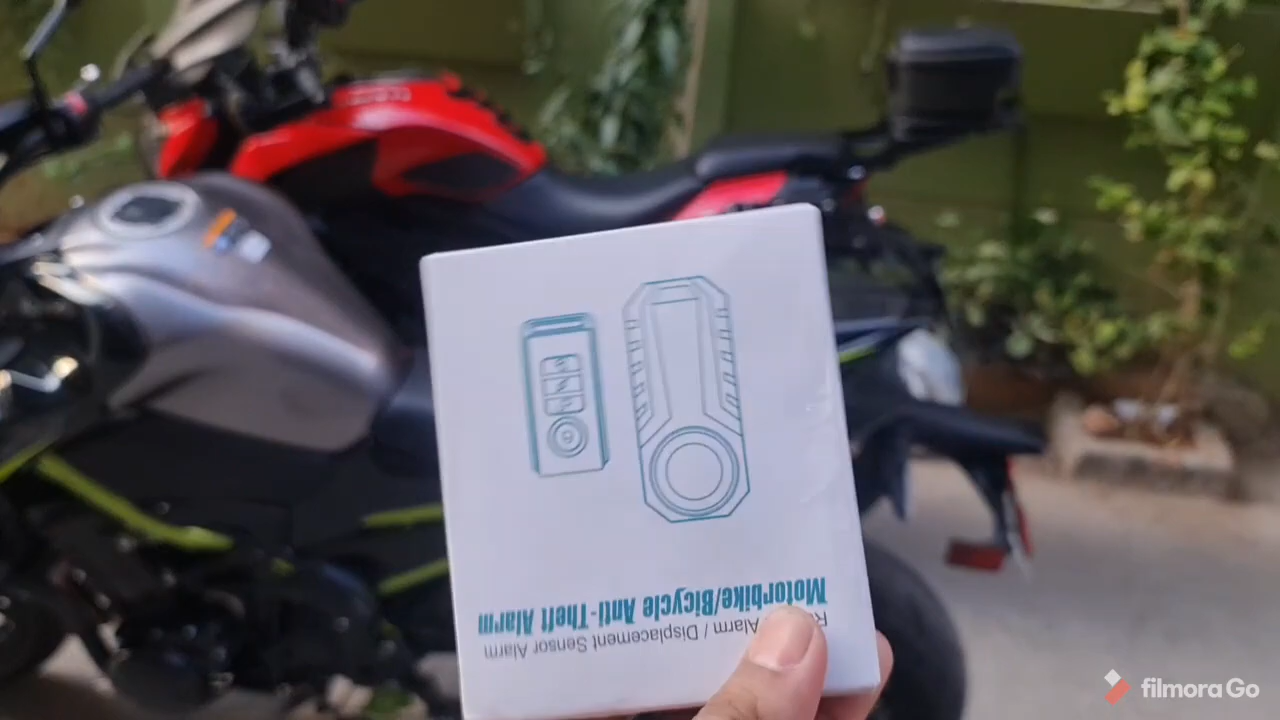 Alarm / Displacement Sensor Alarm
Motorbike/Bicycle Anti-Theft Alarm
filmoraGo